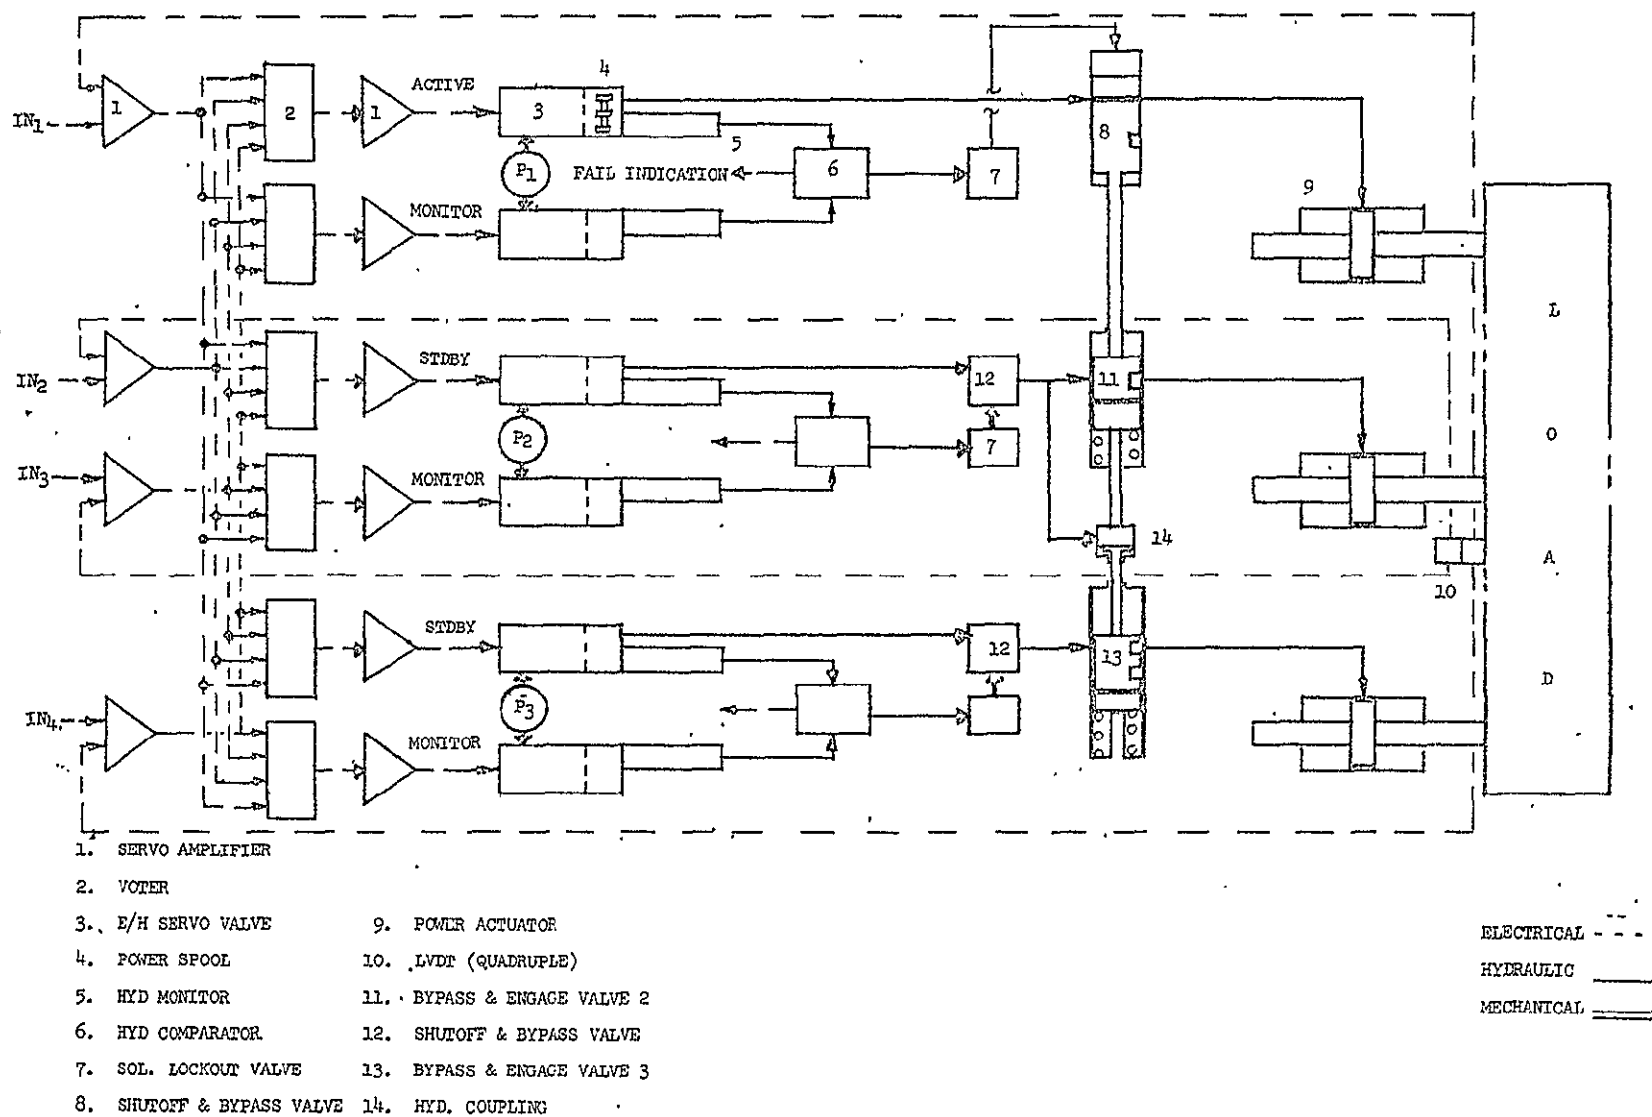 4
ACTIVE
IN1
1
2
1
3
5
8
P1
FAIL INDICATION
6
7
9
MONITOR
L
STDBY
IN2
12
11
O
P2
7
IN3
MONITOR
14
A
10
STDBY
12
13
D
P3
IN4
MONITOR
1. SERVO AMPLIFIER
2. VOTER
3. E/H SERVO VALVE
4. POWER SPOOL
5. HYD MONITOR
6. HYD COMPARATOR
7. SOL. LOCKOUT VALVE
8. SHUTOFF & BYPASS VALVE
9. POWER ACTUATOR
10. LVDT (QUADRUPLE)
11. BYPASS & ENGAGE VALVE 2
12. SHUTOFF & BYPASS VALVE
13. BYPASS & ENGAGE VALVE 3
14. HYD. COUPLING
ELECTRICAL
HYDRAULIC
MECHANICAL